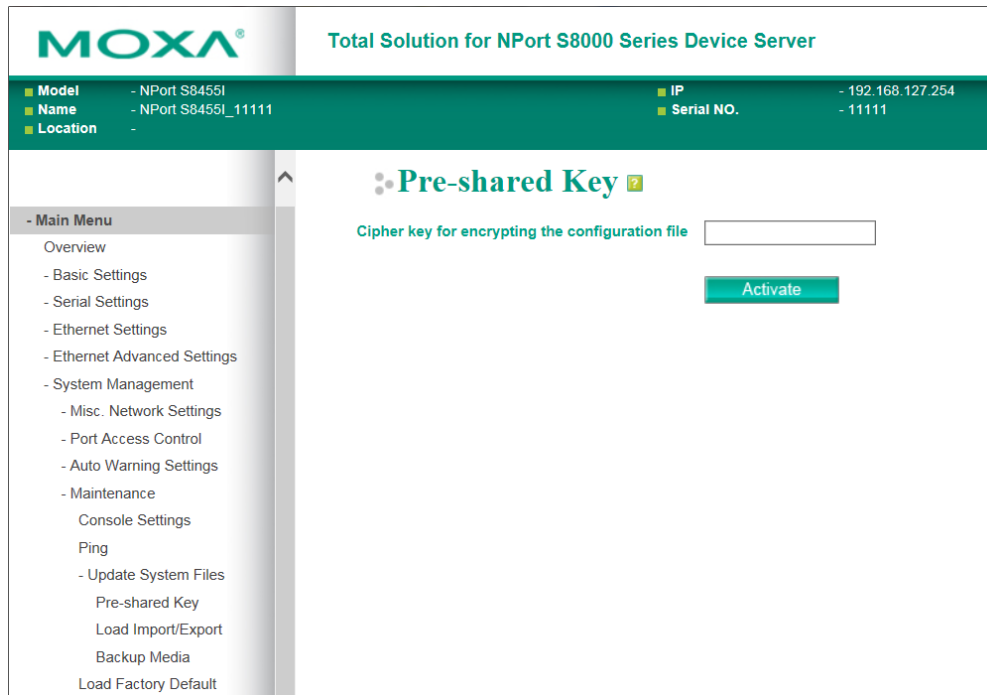 MOXA®
Total Solution for NPort S8000 Series Device Server
Model - NPort S8455I
IP - 192.168.127.254
Name - NPort S8455I_11111
Serial NO. - 11111
Location -
Pre-shared Key ?
Cipher key for encrypting the configuration file
Activate
- Main Menu
Overview
- Basic Settings
- Serial Settings
- Ethernet Settings
- Ethernet Advanced Settings
- System Management
- Misc. Network Settings
- Port Access Control
- Auto Warning Settings
- Maintenance
Console Settings
Ping
- Update System Files
Pre-shared Key
Load Import/Export
Backup Media
Load Factory Default